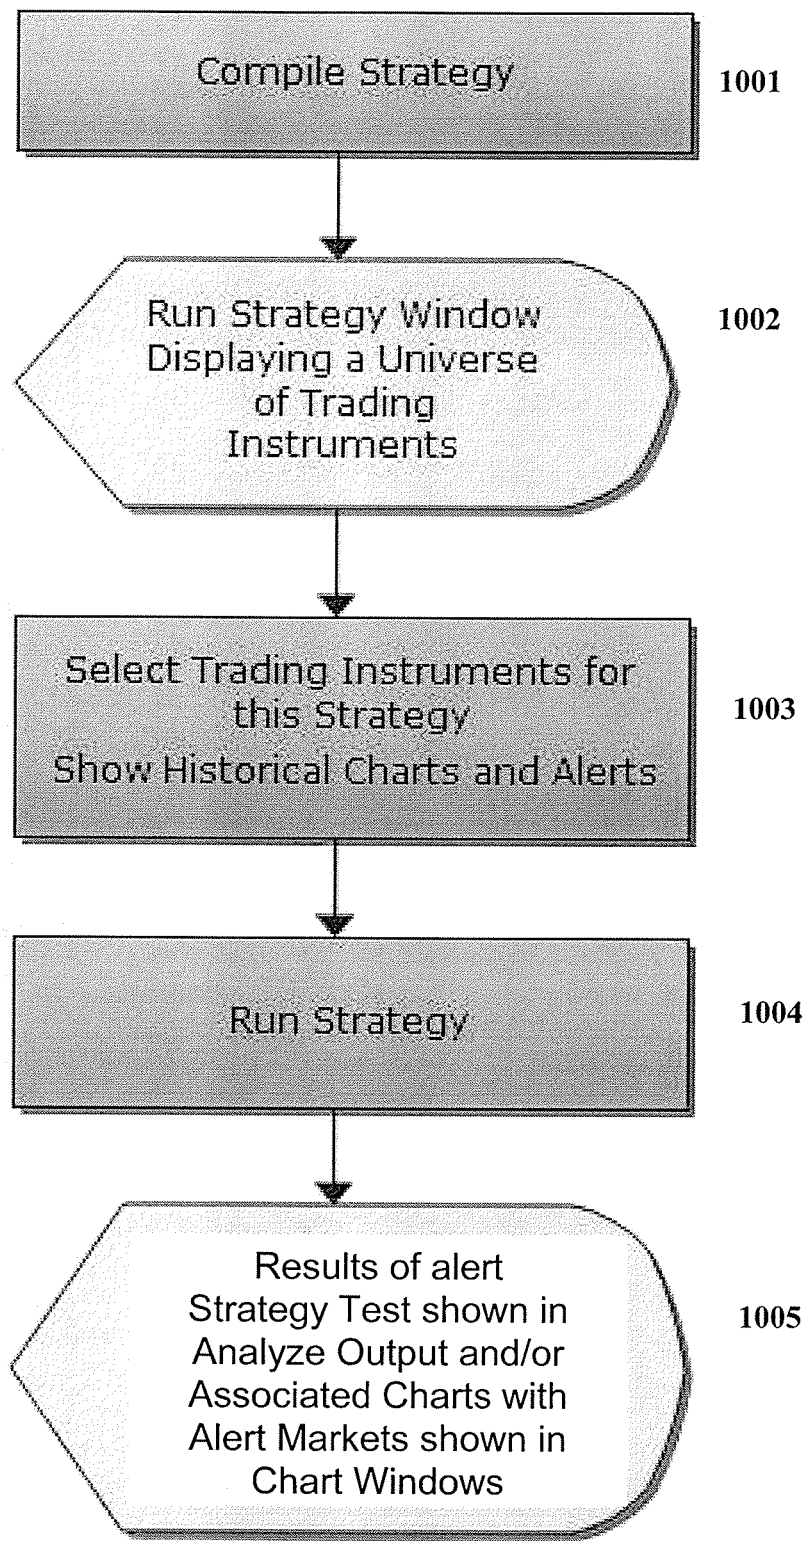 Compile Strategy
1001
Run Strategy Window
Displaying a Universe
of Trading
Instruments
1002
Select Trading Instruments for
this Strategy
Show Historical Charts and Alerts
1003
Run Strategy
1004
Results of alert
Strategy Test shown in
Analyze Output and/or
Associated Charts with
Alert Markets shown in
Chart Windows
1005